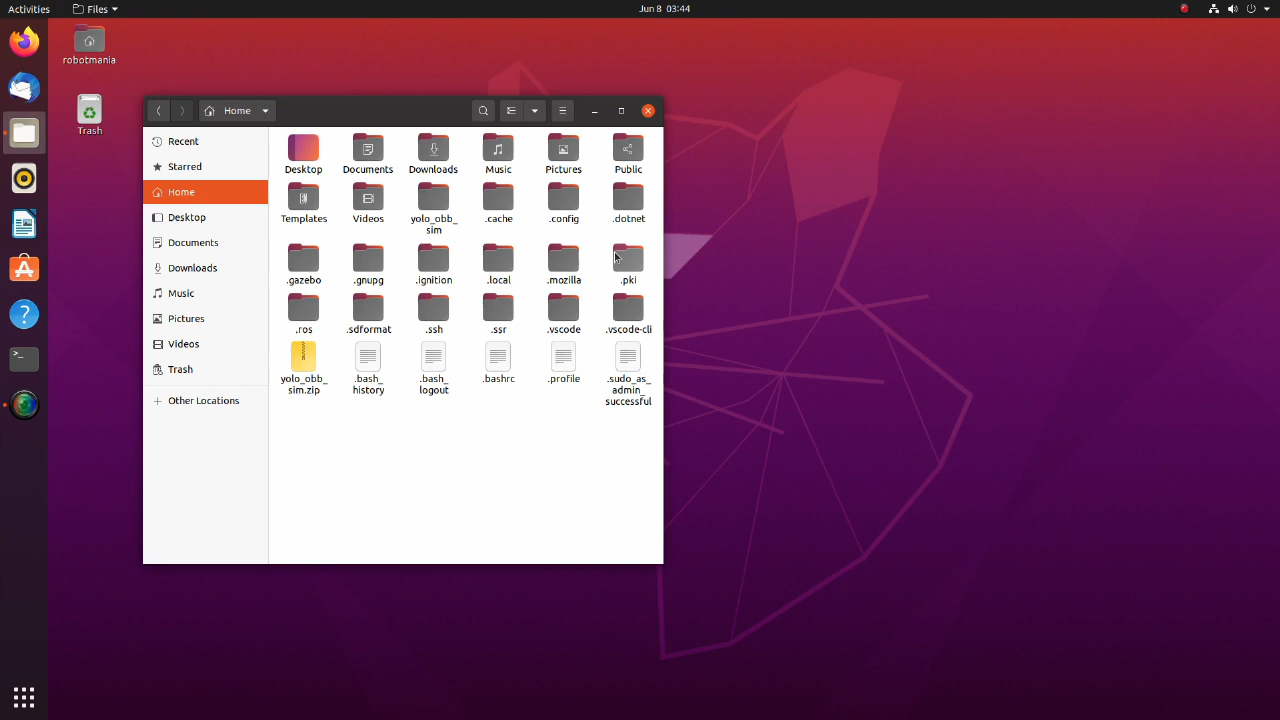 Activities
Files
Jun 8 03:44
robotmania
Trash
Home
Recent
Starred
Home
Desktop
Documents
Downloads
Music
Pictures
Videos
Trash
Other Locations
Desktop
Documents
Downloads
Music
Pictures
Public
Templates
Videos
yolo_obb_
sim
.cache
.config
.dotnet
.gazebo
.gnupg
.ignition
.local
.mozilla
.pki
.ros
.sdformat
.ssh
.ssr
.vscode
.vscode-cli
yolo_obb_
sim.zip
.bash_
history
.bash_
logout
.bashrc
.profile
.sudo_as_
admin_
successful